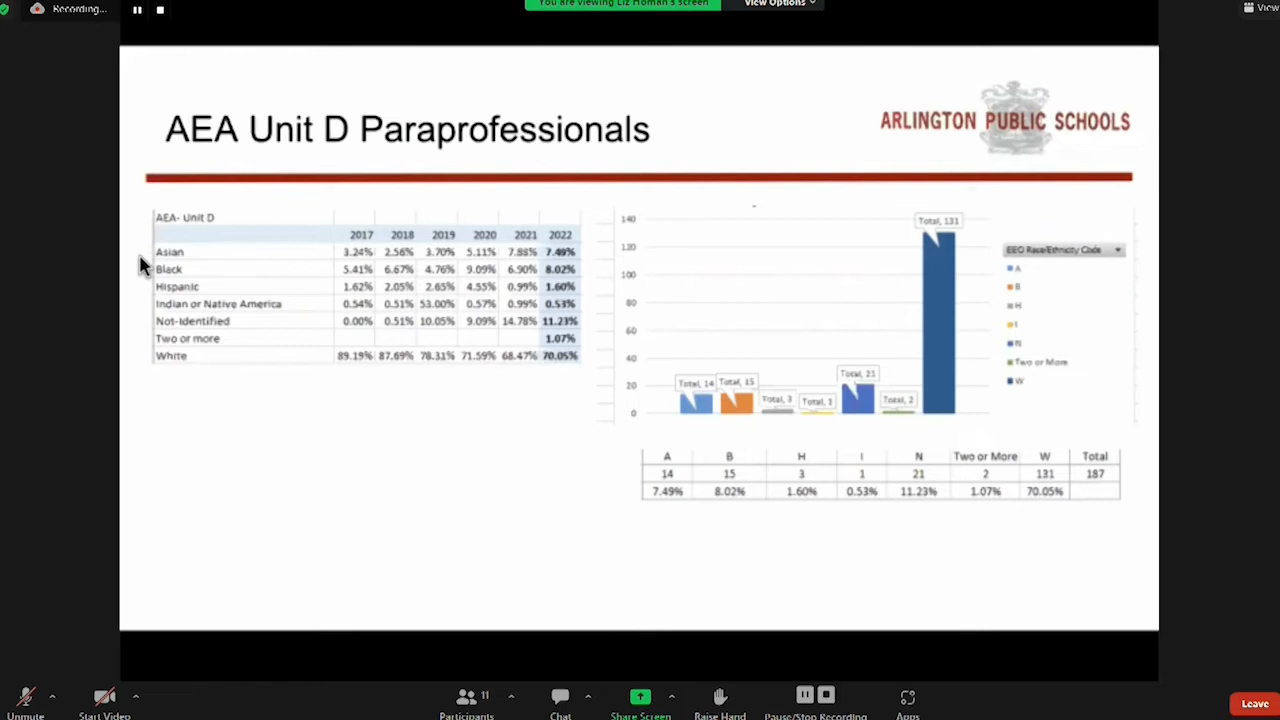 Recording...
You are viewing Liz Homan's screen
View Options
View
AEA Unit D Paraprofessionals
ARLINGTON PUBLIC SCHOOLS
AEA- Unit D
2017 2018 2019 2020 2021 2022
Asian 3.24% 2.56% 3.70% 5.11% 7.88% 7.49%
Black 5.41% 6.67% 4.76% 9.09% 6.90% 8.02%
Hispanic 1.62% 2.05% 2.65% 4.55% 0.99% 1.60%
Indian or Native America 0.54% 0.51% 53.00% 0.57% 0.99% 0.53%
Not-Identified 0.00% 0.51% 10.05% 9.09% 14.78% 11.23%
Two or more 1.07%
White 89.19% 87.69% 78.31% 71.59% 68.47% 70.05%
140
120
100
80
60
40
20
0
Total, 14
Total, 15
Total, 3
Total, 1
Total, 21
Total, 2
Total, 131
EEO Race/Ethnicity Code
A
B
H
I
N
Two or More
W
A B H I N Two or More W Total
14 15 3 1 21 2 131 187
7.49% 8.02% 1.60% 0.53% 11.23% 1.07% 70.05%
Unmute
Start Video
Participants 11
Chat
Share Screen
Raise Hand
Pause/Stop Recording
Apps
Leave